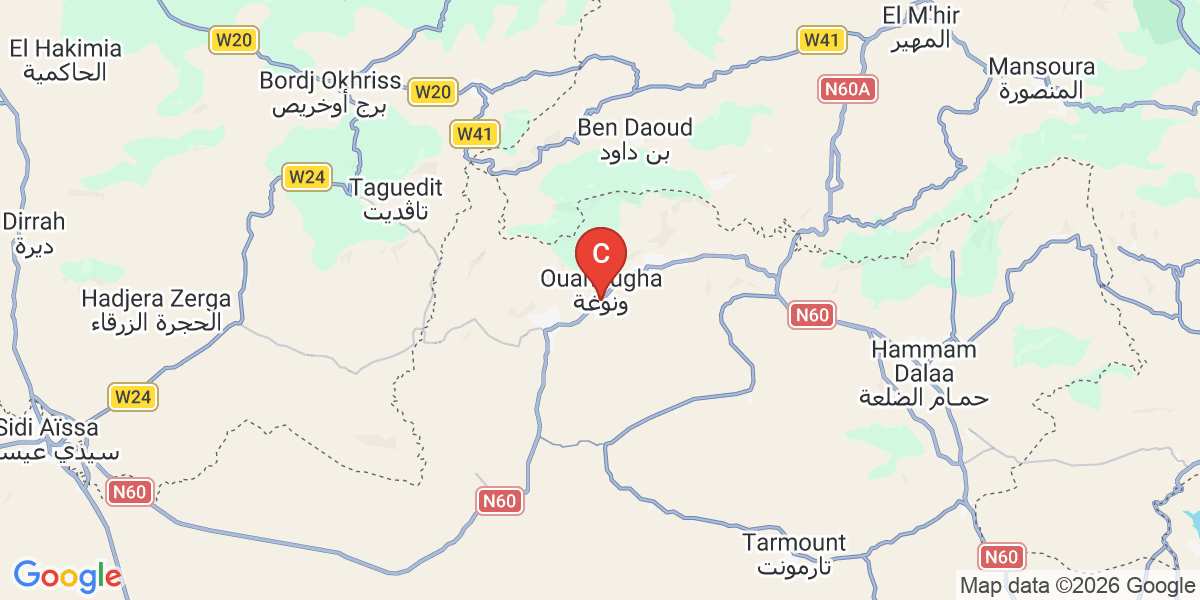 El M'hir
المهير
W20
W41
El Hakimia
الحاكمية
Bordj Okhriss
برج أوخريص
W20
N60A
Mansoura
المنصورة
W41
Ben Daoud
بن داود
W24
Taguedit
تاڨديت
Dirrah
ديرة
C
Hadjera Zerga
الحجرة الزرقاء
ونوغة
N60
Hammam
Dalaa
حمام الضلعة
W24
Sidi Aïssa
N60
N60
Tarmount
تارمونت
N60
Google
Map data ©2026 Google